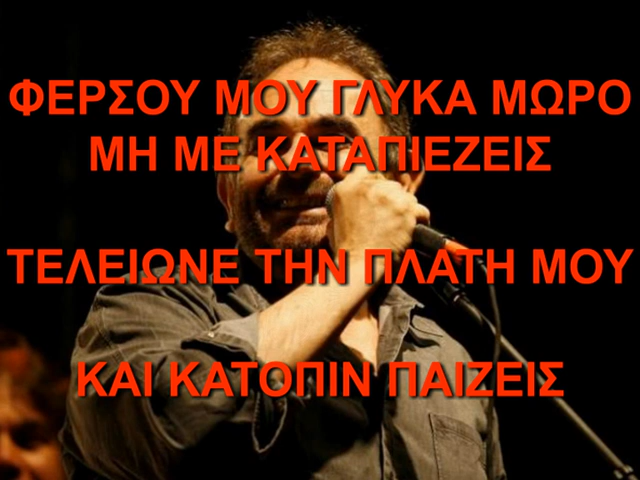 ΦΕΡΣΟΥ ΜΟΥ ΓΛΥΚΑ ΜΩΡΟ
ΜΗ ΜΕ ΚΑΤΑΠΙΕΖΕΙΣ
ΤΕΛΕΙΩΝΕ ΤΗΝ ΠΛΑΤΗ ΜΟΥ
ΚΑΙ ΚΑΤΟΠΙΝ ΠΑΙΖΕΙΣ